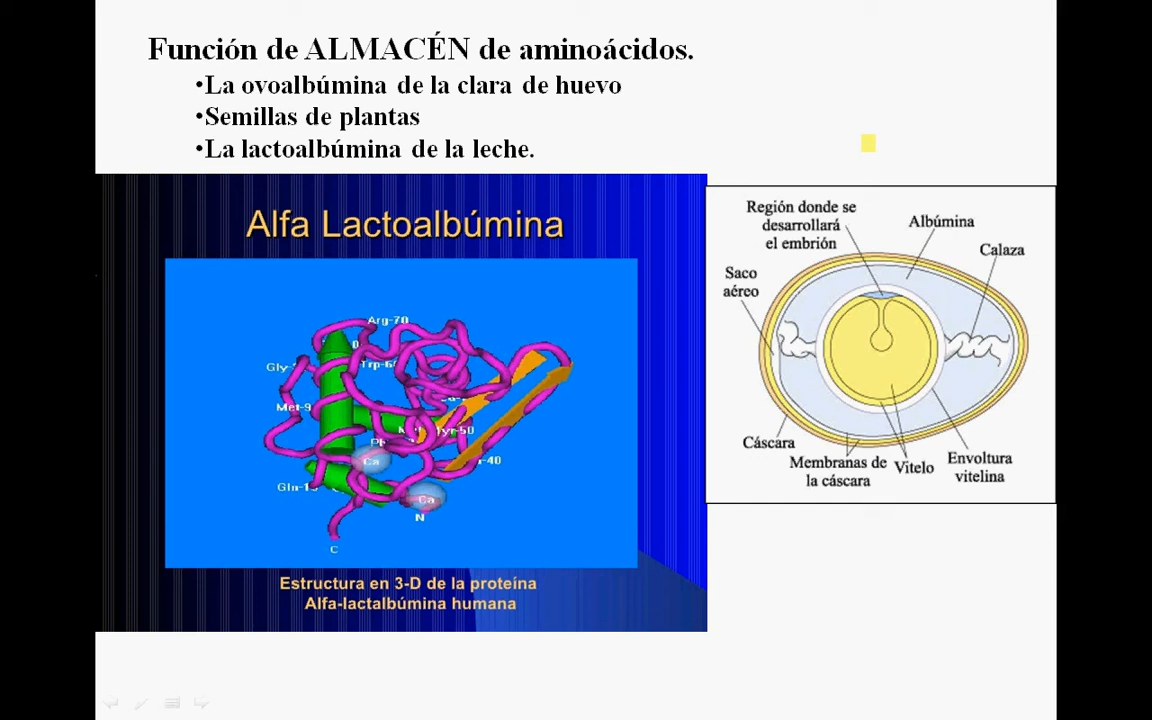 Función de ALMACÉN de aminoácidos.
•La ovoalbúmina de la clara de huevo
•Semillas de plantas
•La lactoalbúmina de la leche.
Alfa Lactoalbúmina
Arg-70
Gly-
Trp-6
Met-9
Tyr-50
Ph
Ca
-40
Gln-1
Ca
N
C
Estructura en 3-D de la proteína
Alfa-lactalbúmina humana
Región donde se
desarrollará
el embrión
Albúmina
Calaza
Saco
aéreo
Cáscara
Membranas de
la cáscara
Vitelo
Envoltura
vitelina